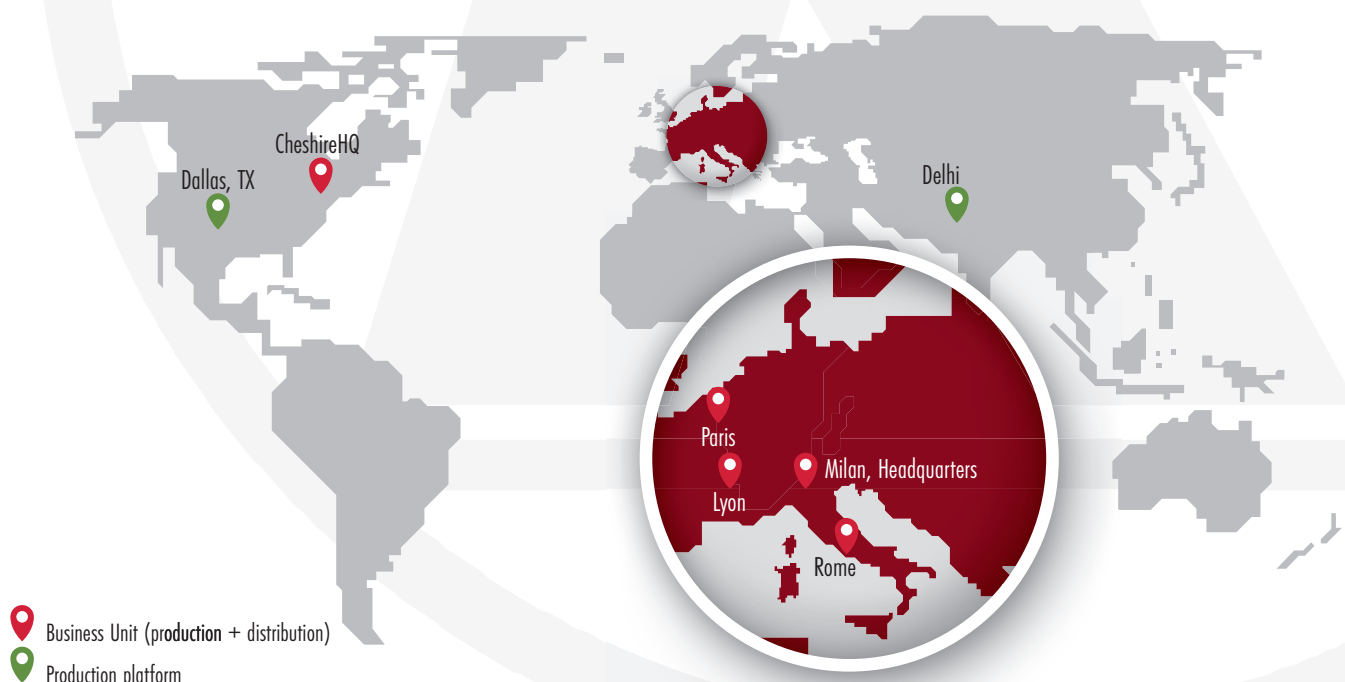 CheshireHQ
Dallas, TX
Delhi
Paris
Milan, Headquarters
Lyon
Rome
Business Unit (production + distribution)
Production platform